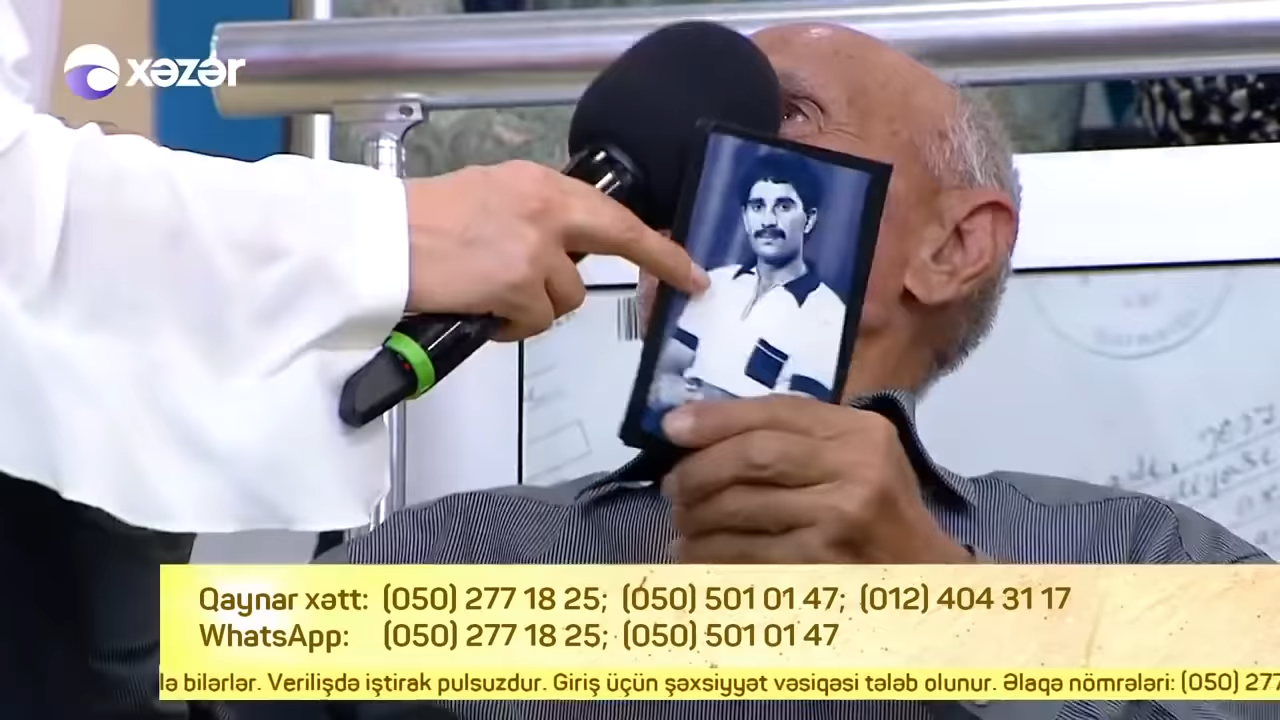 xəzər
Qaynar xətt: (050) 277 18 25; (050) 501 01 47; (012) 404 31 17
WhatsApp: (050) 277 18 25; (050) 501 01 47
lə bilərlər. Verilişdə iştirak pulsuzdur. Giriş üçün şəxsiyyət vəsiqəsi tələb olunur. Əlaqə nömrələri: (050) 277